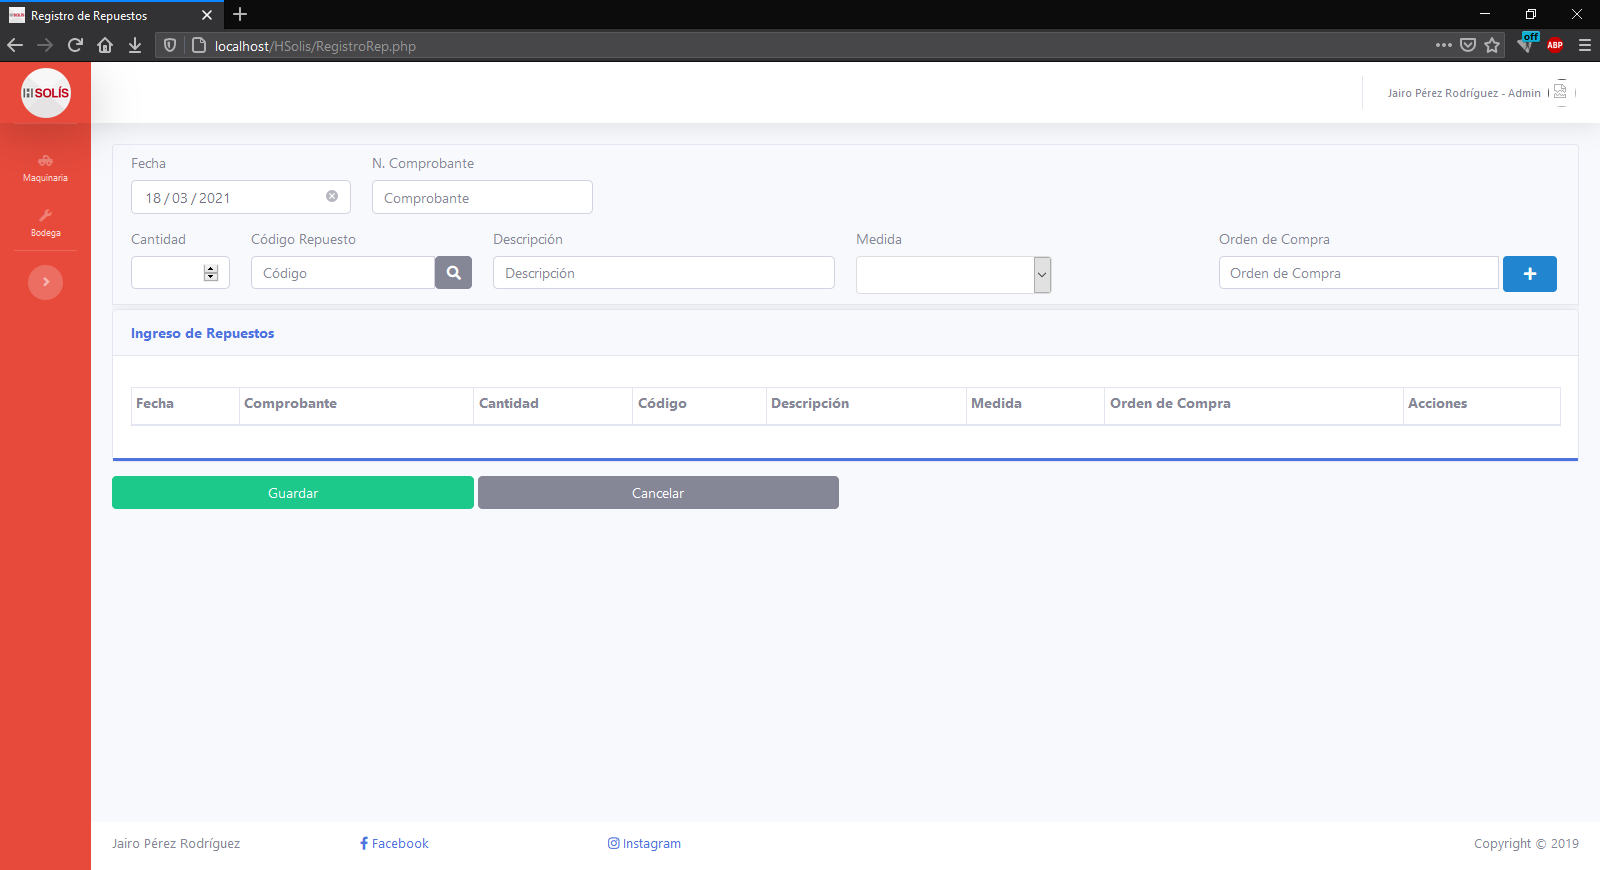 Registro de Repuestos
localhost/HSolis/RegistroRep.php
off
ABP
H SOLÍS
Jairo Pérez Rodríguez - Admin
Maquinaria
Bodega
Fecha
N. Comprobante
18 / 03 / 2021
Comprobante
Cantidad
Código Repuesto
Descripción
Medida
Orden de Compra
Código
Descripción
Orden de Compra
Ingreso de Repuestos
Fecha Comprobante Cantidad Código Descripción Medida Orden de Compra Acciones
Guardar
Cancelar
Jairo Pérez Rodríguez
Facebook
Instagram
Copyright © 2019